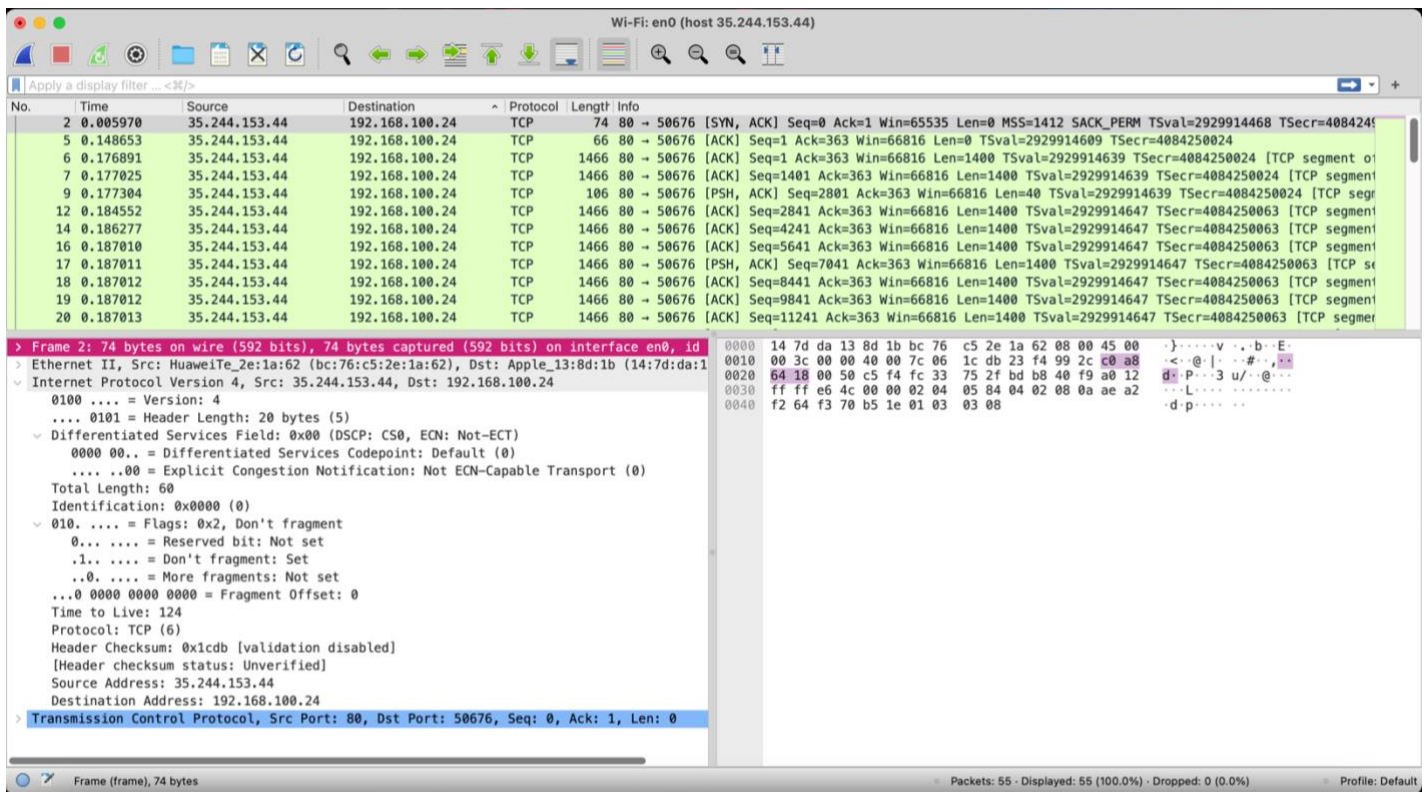 Wi-Fi: en0 (host 35.244.153.44)
Apply a display filter ... <⌘/>
No. Time Source Destination Protocol Length Info
2 0.005970 35.244.153.44 192.168.100.24 TCP 74 80 → 50676 [SYN, ACK] Seq=0 Ack=1 Win=65535 Len=0 MSS=1412 SACK_PERM TSval=2929914468 TSecr=4084249
5 0.148653 35.244.153.44 192.168.100.24 TCP 66 80 → 50676 [ACK] Seq=1 Ack=363 Win=66816 Len=0 TSval=2929914609 TSecr=4084250024
6 0.176891 35.244.153.44 192.168.100.24 TCP 1466 80 → 50676 [ACK] Seq=1 Ack=363 Win=66816 Len=1400 TSval=2929914639 TSecr=4084250024 [TCP segment of
7 0.177025 35.244.153.44 192.168.100.24 TCP 1466 80 → 50676 [ACK] Seq=1401 Ack=363 Win=66816 Len=1400 TSval=2929914639 TSecr=4084250024 [TCP segment
9 0.177304 35.244.153.44 192.168.100.24 TCP 106 80 → 50676 [PSH, ACK] Seq=2801 Ack=363 Win=66816 Len=40 TSval=2929914639 TSecr=4084250024 [TCP segm
12 0.184552 35.244.153.44 192.168.100.24 TCP 1466 80 → 50676 [ACK] Seq=2841 Ack=363 Win=66816 Len=1400 TSval=2929914647 TSecr=4084250063 [TCP segment
14 0.186277 35.244.153.44 192.168.100.24 TCP 1466 80 → 50676 [ACK] Seq=4241 Ack=363 Win=66816 Len=1400 TSval=2929914647 TSecr=4084250063 [TCP segment
16 0.187010 35.244.153.44 192.168.100.24 TCP 1466 80 → 50676 [ACK] Seq=5641 Ack=363 Win=66816 Len=1400 TSval=2929914647 TSecr=4084250063 [TCP segment
17 0.187011 35.244.153.44 192.168.100.24 TCP 1466 80 → 50676 [PSH, ACK] Seq=7041 Ack=363 Win=66816 Len=1400 TSval=2929914647 TSecr=4084250063 [TCP se
18 0.187012 35.244.153.44 192.168.100.24 TCP 1466 80 → 50676 [ACK] Seq=8441 Ack=363 Win=66816 Len=1400 TSval=2929914647 TSecr=4084250063 [TCP segment
19 0.187012 35.244.153.44 192.168.100.24 TCP 1466 80 → 50676 [ACK] Seq=9841 Ack=363 Win=66816 Len=1400 TSval=2929914647 TSecr=4084250063 [TCP segment
20 0.187013 35.244.153.44 192.168.100.24 TCP 1466 80 → 50676 [ACK] Seq=11241 Ack=363 Win=66816 Len=1400 TSval=2929914647 TSecr=4084250063 [TCP segmer
Frame 2: 74 bytes on wire (592 bits), 74 bytes captured (592 bits) on interface en0, id
Ethernet II, Src: HuaweiTe_2e:1a:62 (bc:76:c5:2e:1a:62), Dst: Apple_13:8d:1b (14:7d:da:1
Internet Protocol Version 4, Src: 35.244.153.44, Dst: 192.168.100.24
0100 .... = Version: 4
.... 0101 = Header Length: 20 bytes (5)
Differentiated Services Field: 0x00 (DSCP: CS0, ECN: Not-ECT)
0000 00.. = Differentiated Services Codepoint: Default (0)
.... ..00 = Explicit Congestion Notification: Not ECN-Capable Transport (0)
Total Length: 60
Identification: 0x0000 (0)
010. .... = Flags: 0x2, Don't fragment
0... .... = Reserved bit: Not set
.1.. .... = Don't fragment: Set
..0. .... = More fragments: Not set
...0 0000 0000 0000 = Fragment Offset: 0
Time to Live: 124
Protocol: TCP (6)
Header Checksum: 0x1cdb [validation disabled]
[Header checksum status: Unverified]
Source Address: 35.244.153.44
Destination Address: 192.168.100.24
Transmission Control Protocol, Src Port: 80, Dst Port: 50676, Seq: 0, Ack: 1, Len: 0
0000 14 7d da 13 8d 1b bc 76 c5 2e 1a 62 08 00 45 00 ·}·····v ·.·b··E·
0010 00 3c 00 00 40 00 7c 06 1c db 23 f4 99 2c c0 a8 ·<··@·|· ··#··,··
0020 64 18 00 50 c5 f4 fc 33 75 2f bd b8 40 f9 a0 12 d··P···3 u/··@···
0030 ff ff e6 4c 00 00 02 04 05 84 04 02 08 0a ae a2 ···L···· ········
0040 f2 64 f3 70 b5 1e 01 03 03 08 ·d·p···· ··
Frame (frame), 74 bytes
Packets: 55 · Displayed: 55 (100.0%) · Dropped: 0 (0.0%)
Profile: Default